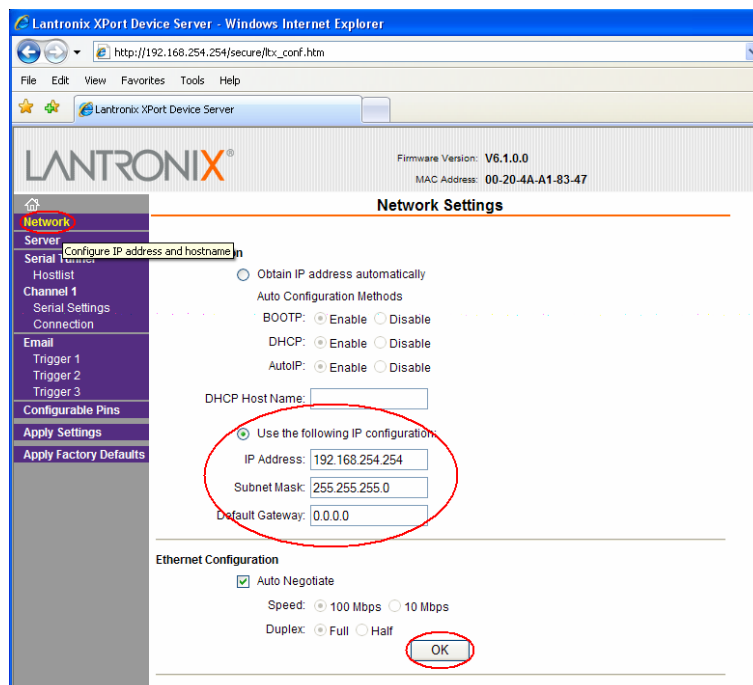 Lantronix XPort Device Server - Windows Internet Explorer
http://192.168.254.254/secure/ltx_conf.htm
File Edit View Favorites Tools Help
Lantronix XPort Device Server
LANTRONIX®
Firmware Version: V6.1.0.0
MAC Address: 00-20-4A-A1-83-47
Network Settings
Network
Server
Configure IP address and hostname
Serial Tunnel
Hostlist
Channel 1
Serial Settings
Connection
Email
Trigger 1
Trigger 2
Trigger 3
Configurable Pins
Apply Settings
Apply Factory Defaults
Obtain IP address automatically
Auto Configuration Methods
BOOTP: Enable Disable
DHCP: Enable Disable
AutoIP: Enable Disable
DHCP Host Name:
Use the following IP configuration:
IP Address: 192.168.254.254
Subnet Mask: 255.255.255.0
Default Gateway: 0.0.0.0
Ethernet Configuration
Auto Negotiate
Speed: 100 Mbps 10 Mbps
Duplex: Full Half
OK